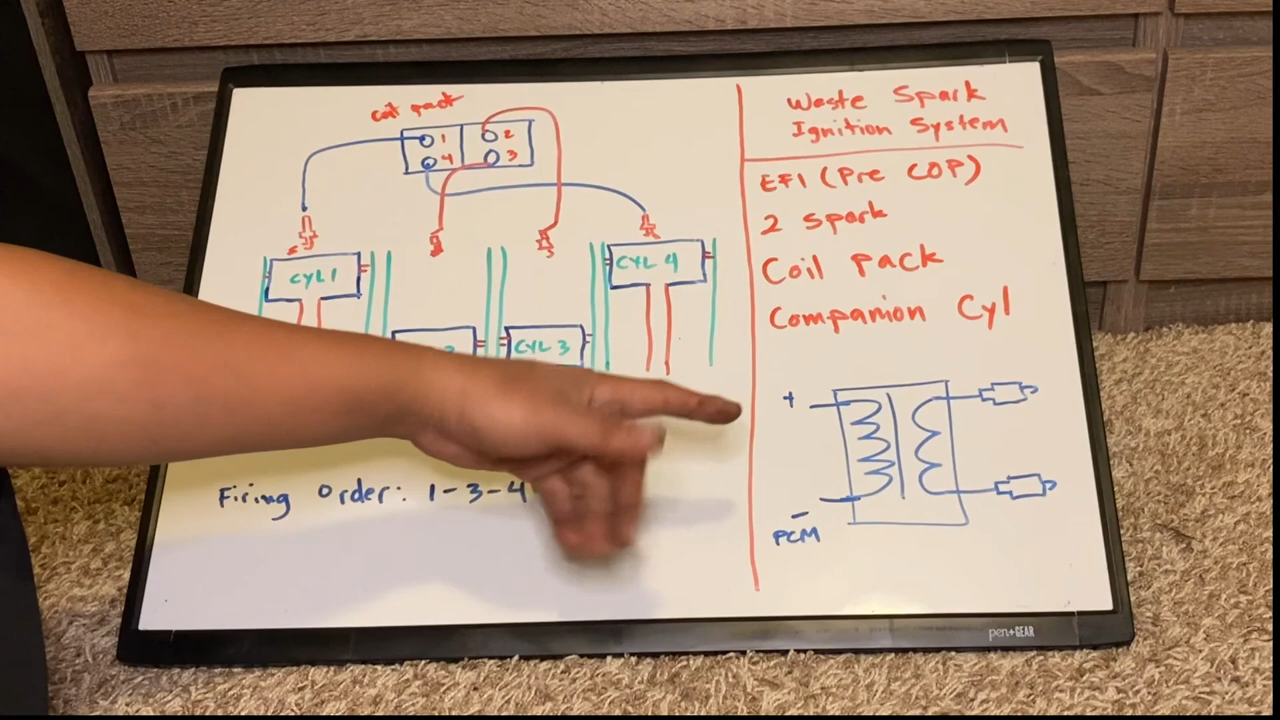 coil pack
1 2
4 3
CYL 1
CYL 4
CYL 3
Firing Order: 1-3-4
Waste Spark
Ignition System
EFI (Pre COP)
2 Spark
Coil Pack
Companion Cyl
+
-
PCM
pen+GEAR